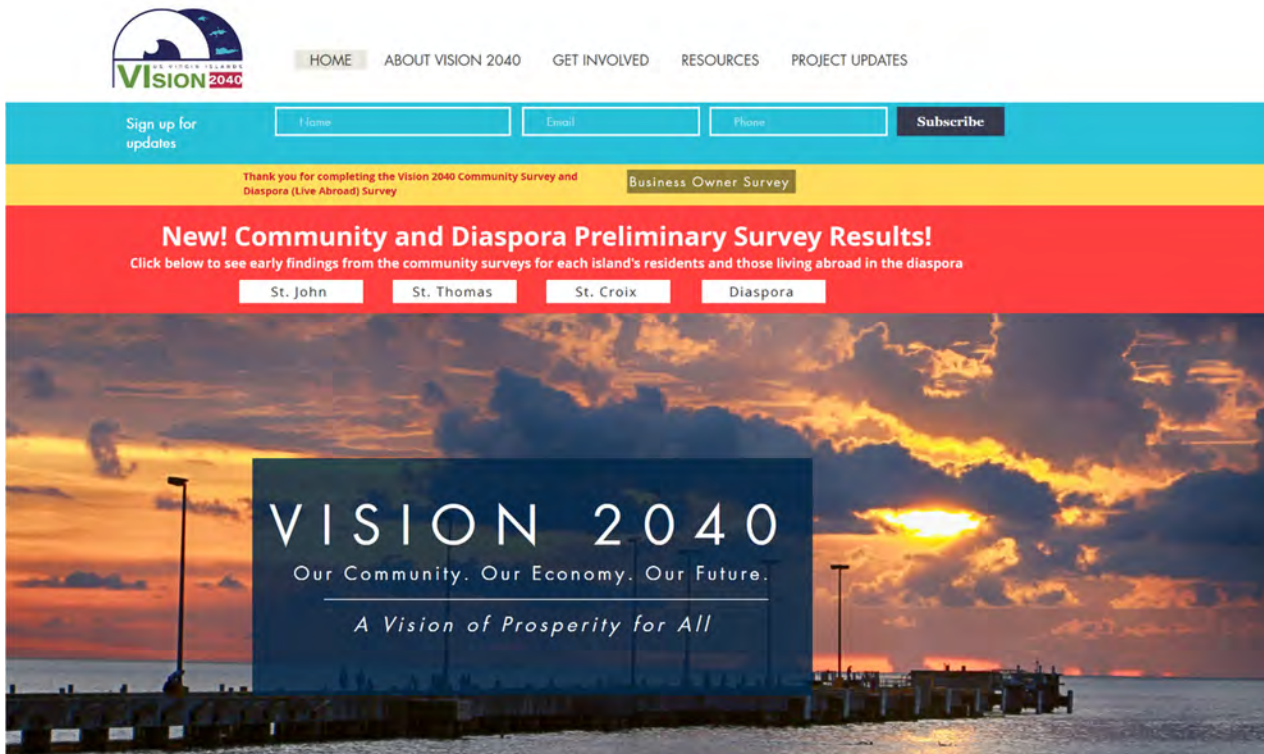 US VIRGIN ISLANDS
VISION 2040
HOME ABOUT VISION 2040 GET INVOLVED RESOURCES PROJECT UPDATES
Sign up for
updates
Name Email Phone Subscribe
Thank you for completing the Vision 2040 Community Survey and
Diaspora (Live Abroad) Survey
Business Owner Survey
New! Community and Diaspora Preliminary Survey Results!
Click below to see early findings from the community surveys for each island's residents and those living abroad in the diaspora
St. John St. Thomas St. Croix Diaspora
VISION 2040
Our Community. Our Economy. Our Future.
A Vision of Prosperity for All